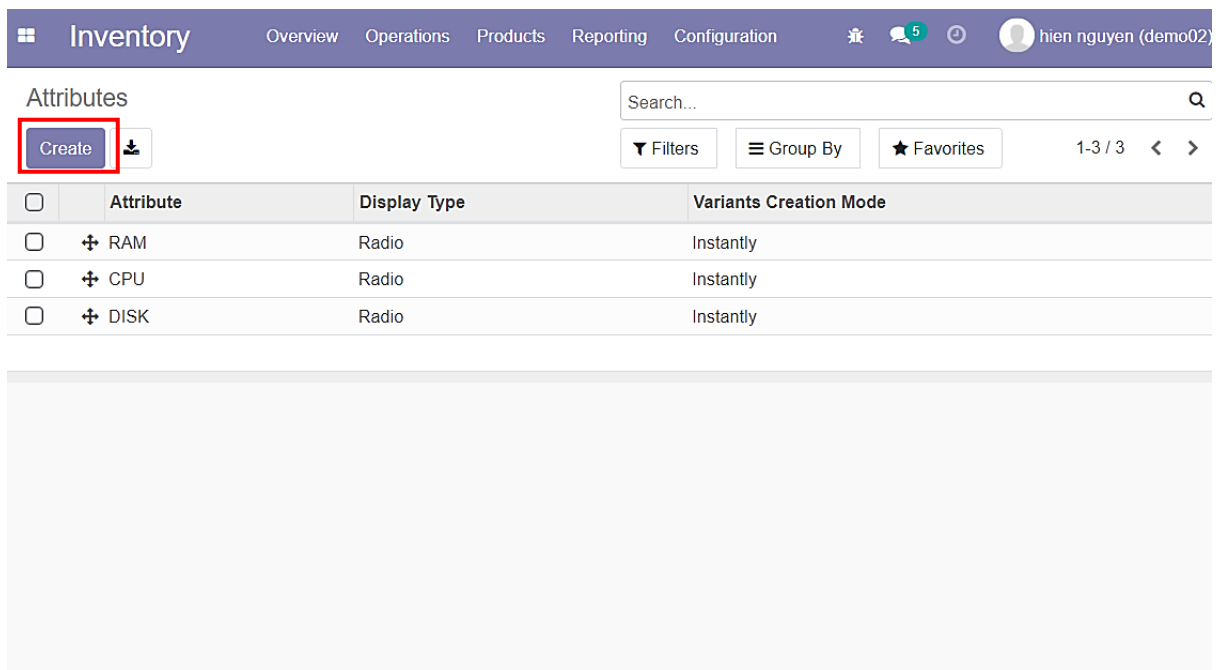 Inventory Overview Operations Products Reporting Configuration 5 hien nguyen (demo02)
Attributes Search...
Create Filters Group By Favorites 1-3 / 3
Attribute Display Type Variants Creation Mode
RAM Radio Instantly
CPU Radio Instantly
DISK Radio Instantly